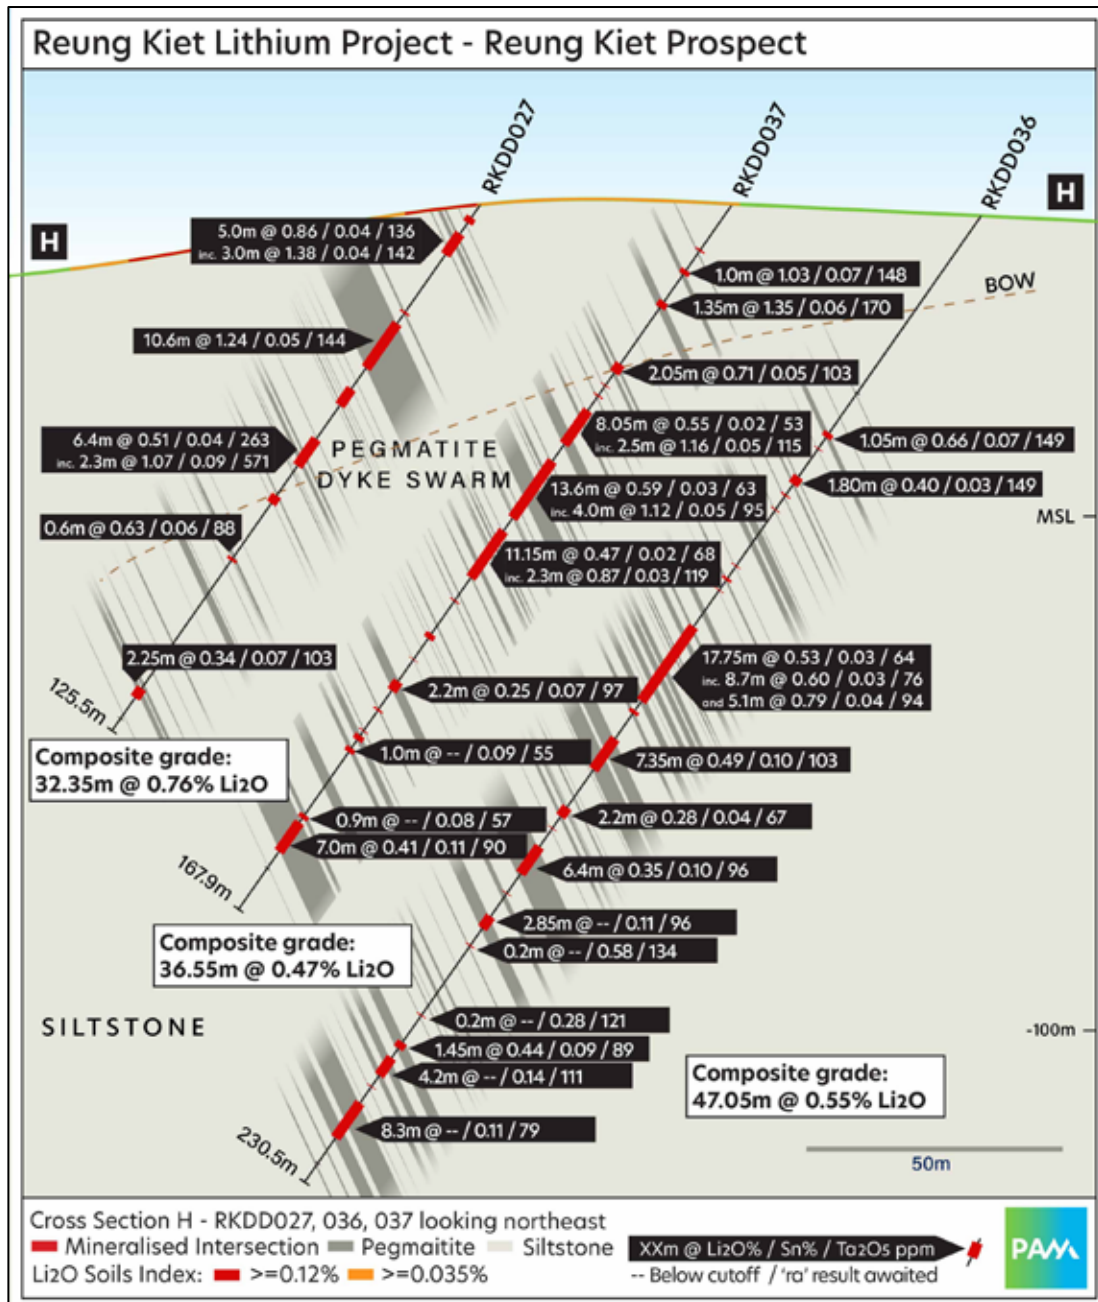 Reung Kiet Lithium Project - Reung Kiet Prospect
RKDD027
RKDD037
RKDD036
H
H
5.0m @ 0.86 / 0.04 / 136
inc. 3.0m @ 1.38 / 0.04 / 142
1.0m @ 1.03 / 0.07 / 148
BOW
1.35m @ 1.35 / 0.06 / 170
10.6m @ 1.24 / 0.05 / 144
2.05m @ 0.71 / 0.05 / 103
6.4m @ 0.51 / 0.04 / 263
inc. 2.3m @ 1.07 / 0.09 / 571
8.05m @ 0.55 / 0.02 / 53
inc. 2.5m @ 1.16 / 0.05 / 115
1.05m @ 0.66 / 0.07 / 149
PEGMATITE
DYKE SWARM
13.6m @ 0.59 / 0.03 / 63
inc. 4.0m @ 1.12 / 0.05 / 95
1.80m @ 0.40 / 0.03 / 149
MSL
0.6m @ 0.63 / 0.06 / 88
11.15m @ 0.47 / 0.02 / 68
inc. 2.3m @ 0.87 / 0.03 / 119
2.25m @ 0.34 / 0.07 / 103
17.75m @ 0.53 / 0.03 / 64
inc. 8.7m @ 0.60 / 0.03 / 76
and 5.1m @ 0.79 / 0.04 / 94
2.2m @ 0.25 / 0.07 / 97
125.5m
1.0m @ -- / 0.09 / 55
7.35m @ 0.49 / 0.10 / 103
Composite grade:
32.35m @ 0.76% Li2O
0.9m @ -- / 0.08 / 57
2.2m @ 0.28 / 0.04 / 67
7.0m @ 0.41 / 0.11 / 90
6.4m @ 0.35 / 0.10 / 96
167.9m
2.85m @ -- / 0.11 / 96
0.2m @ -- / 0.58 / 134
Composite grade:
36.55m @ 0.47% Li2O
SILTSTONE
0.2m @ -- / 0.28 / 121
-100m
1.45m @ 0.44 / 0.09 / 89
4.2m @ -- / 0.14 / 111
Composite grade:
47.05m @ 0.55% Li2O
8.3m @ -- / 0.11 / 79
230.5m
50m
Cross Section H - RKDD027, 036, 037 looking northeast
Mineralised Intersection Pegmaitite Siltstone
Li2O Soils Index: >=0.12% >=0.035%
XXm @ Li2O% / Sn% / Ta2O5 ppm
-- Below cutoff / 'ra' result awaited
PAM